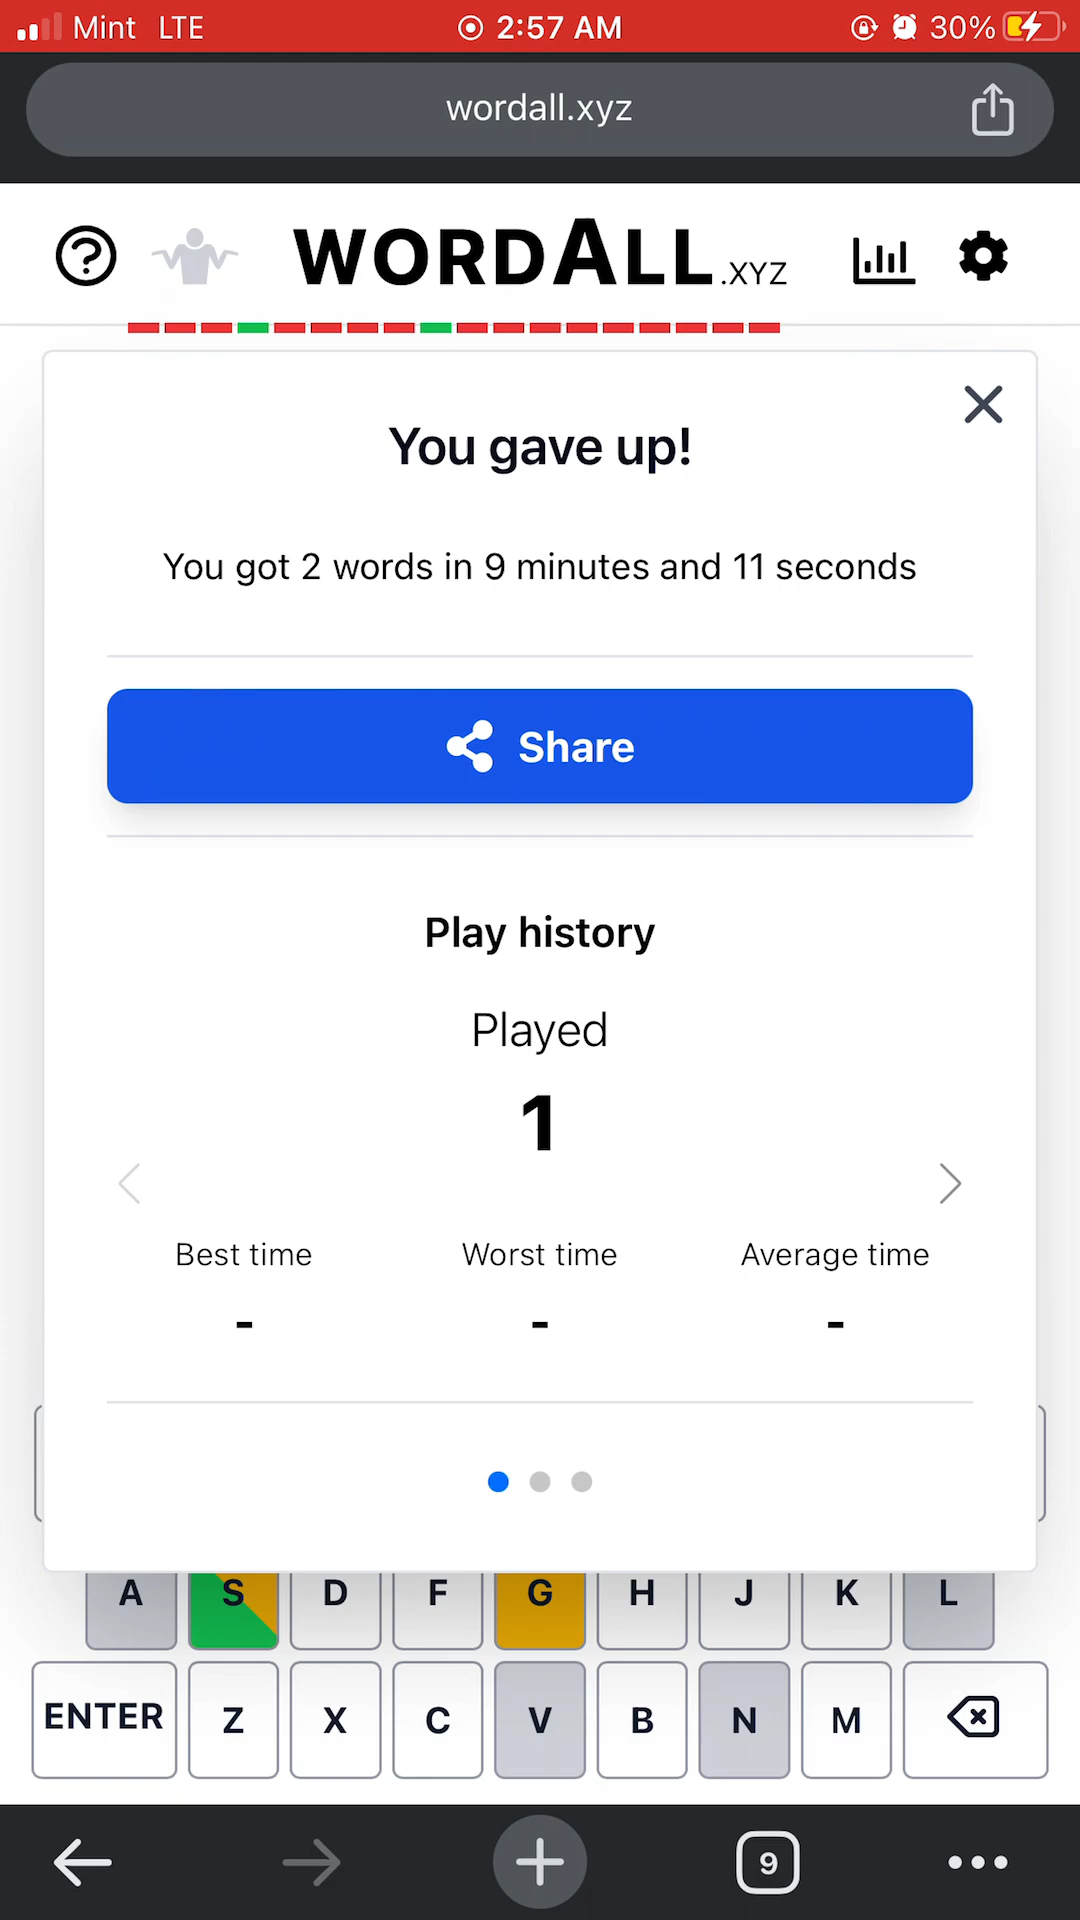 Mint LTE 2:57 AM 30%
wordall.xyz
WORDALL.XYZ
You gave up!
You got 2 words in 9 minutes and 11 seconds
Share
Play history
Played
1
Best time Worst time Average time
- - -
A S D F G H J K L
ENTER Z X C V B N M
9